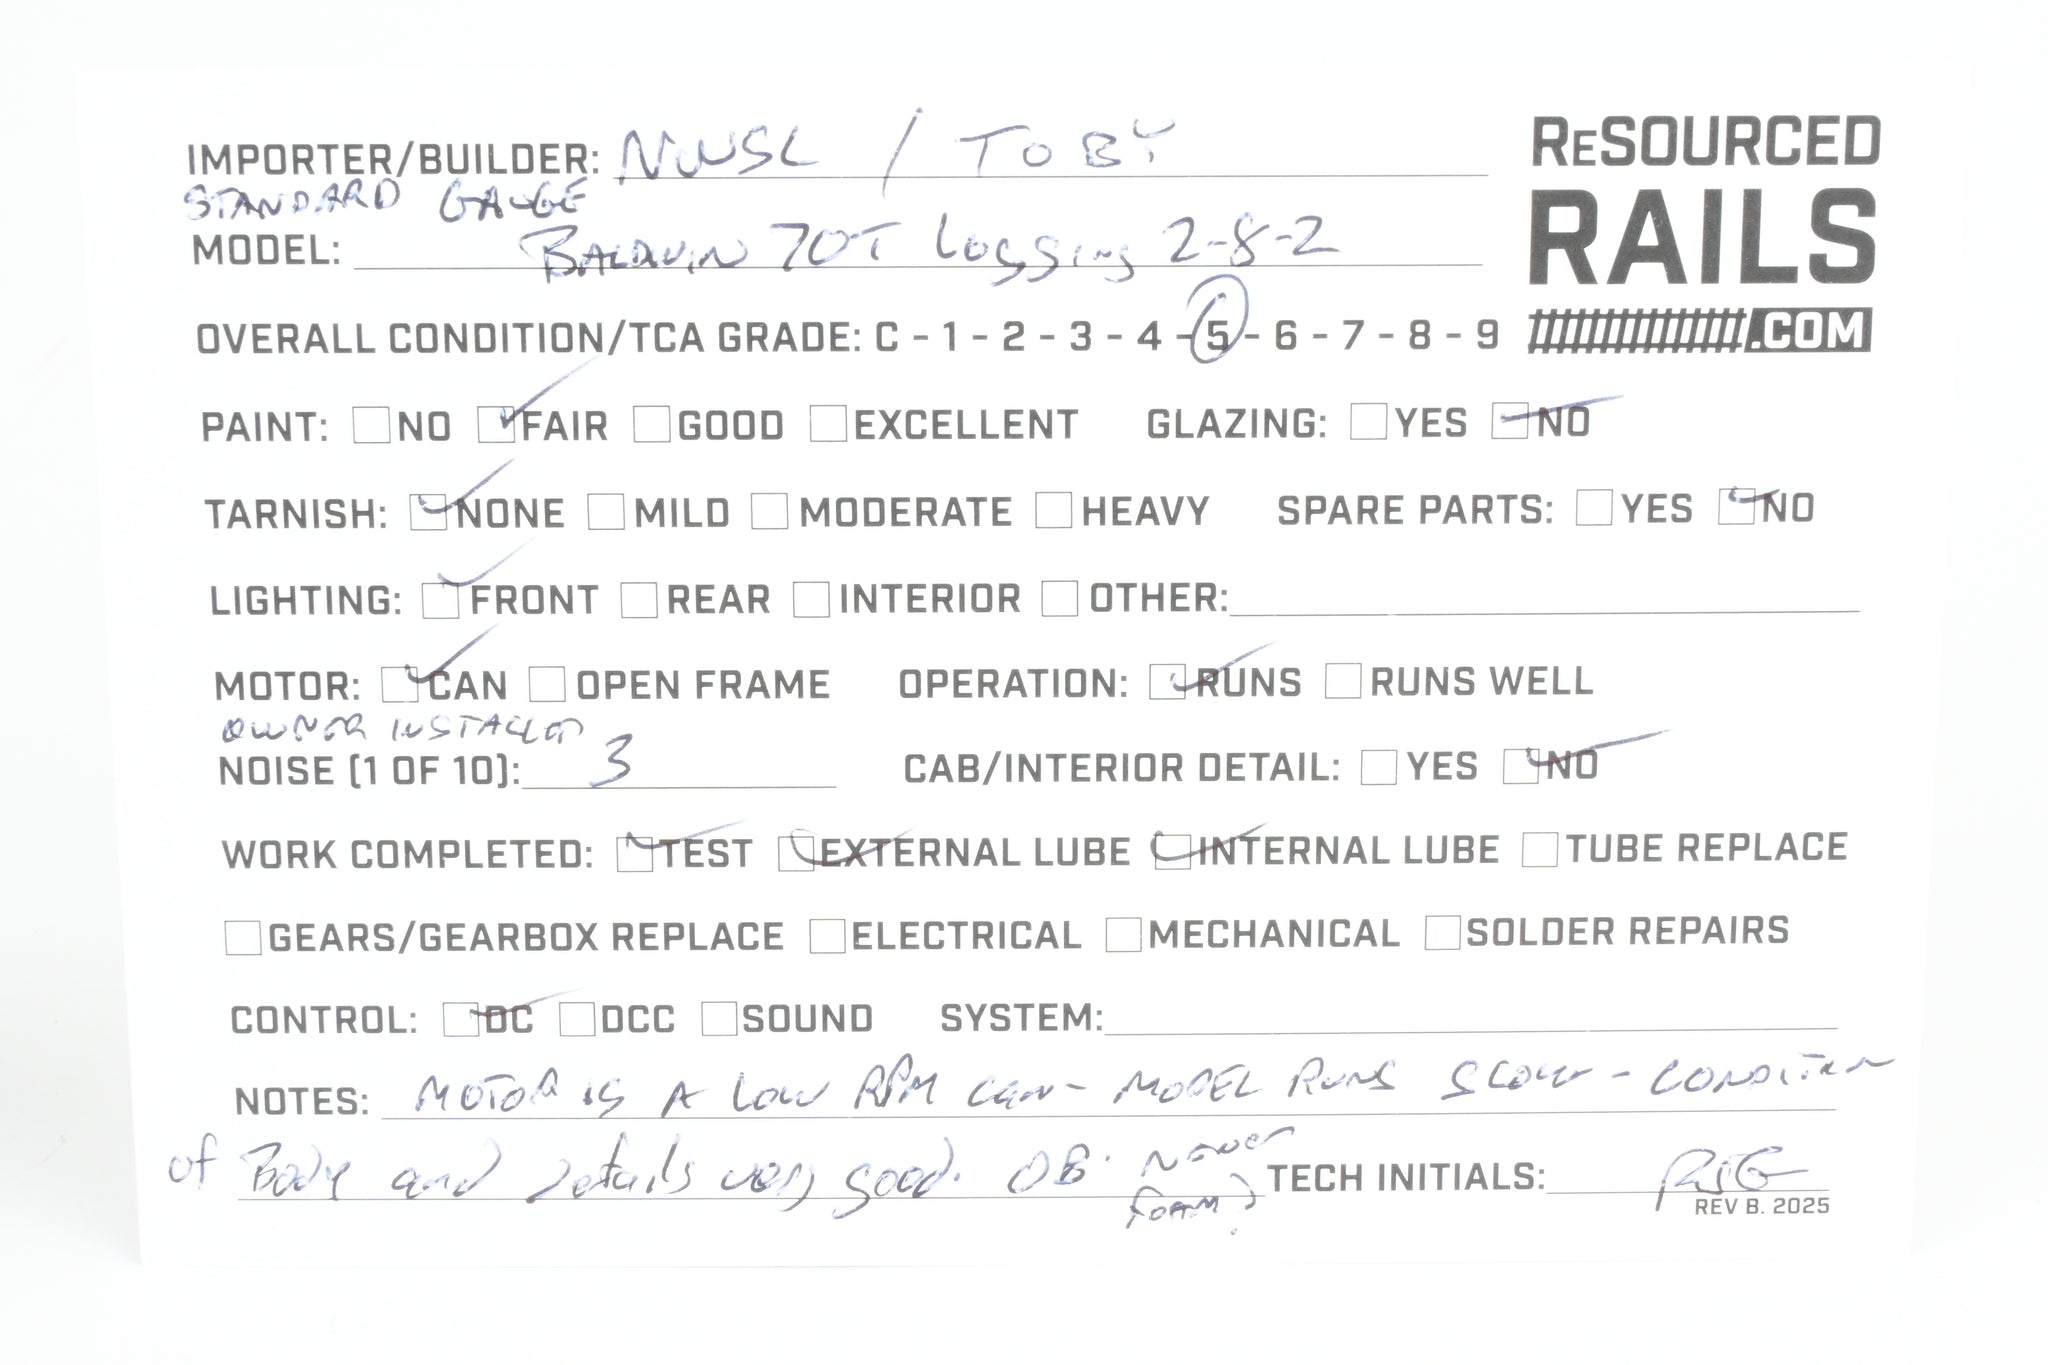 IMPORTER/BUILDER: NWSL / TOBY
RESOURCED
RAILS
.COM
STANDARD GAUGE
MODEL: BALDWIN 70T Logging 2-8-2
OVERALL CONDITION/TCA GRADE: C - 1 - 2 - 3 - 4 - 5 - 6 - 7 - 8 - 9
PAINT: NO FAIR GOOD EXCELLENT GLAZING: YES NO
TARNISH: NONE MILD MODERATE HEAVY SPARE PARTS: YES NO
LIGHTING: FRONT REAR INTERIOR OTHER:
MOTOR: CAN OPEN FRAME OPERATION: RUNS RUNS WELL
OWNER INSTALLED
NOISE (1 OF 10): 3 CAB/INTERIOR DETAIL: YES NO
WORK COMPLETED: TEST EXTERNAL LUBE INTERNAL LUBE TUBE REPLACE
GEARS/GEARBOX REPLACE ELECTRICAL MECHANICAL SOLDER REPAIRS
CONTROL: DC DCC SOUND SYSTEM:
NOTES: MOTOR IS A LOW RPM CAN - MODEL RUNS SLOW - CONDITION
of Body and Details very good. OB. Newer TECH INITIALS: RJG
foam
REV B. 2025